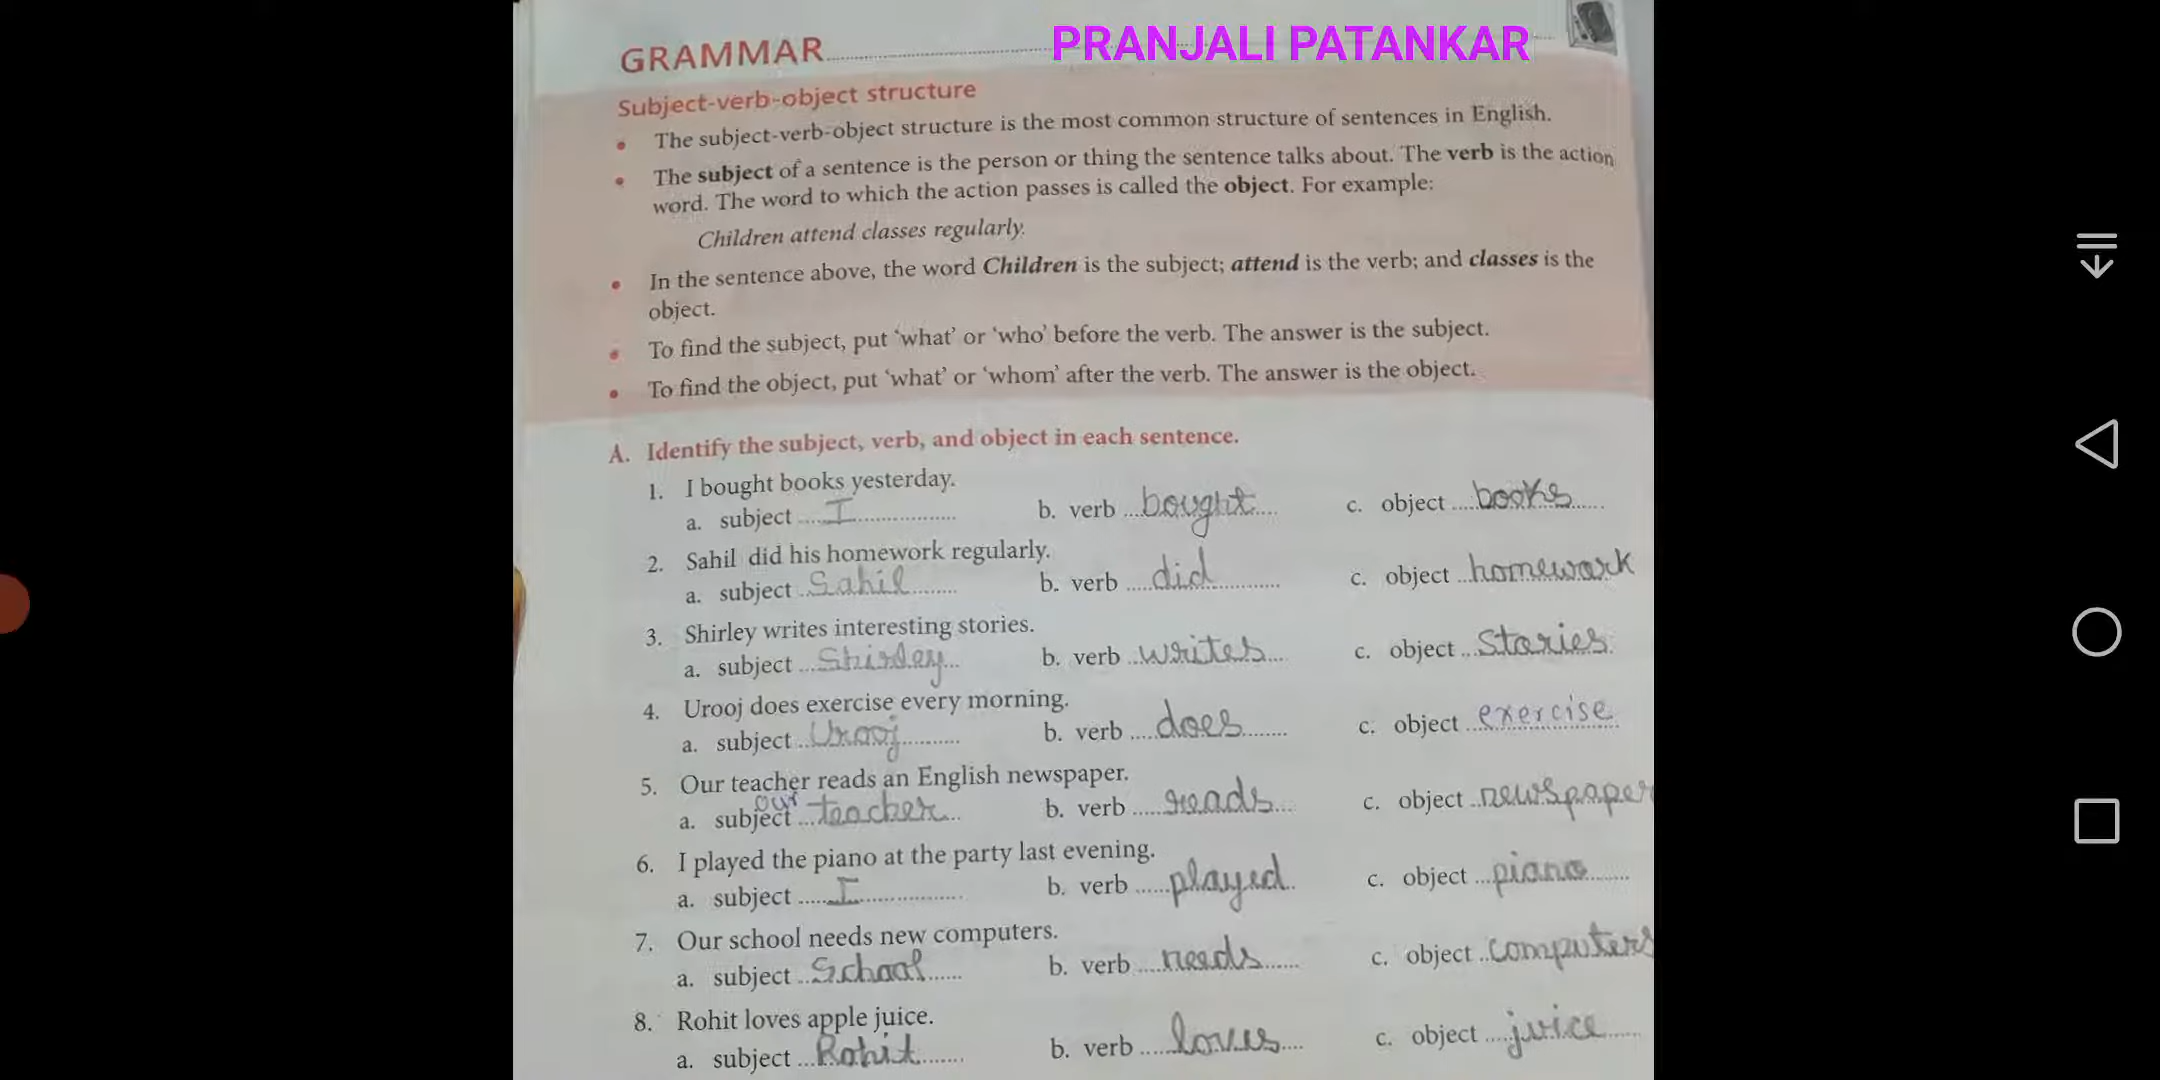 PRANJALI PATANKAR
GRAMMAR
Subject-verb-object structure
• The subject-verb-object structure is the most common structure of sentences in English.
• The subject of a sentence is the person or thing the sentence talks about. The verb is the action
word. The word to which the action passes is called the object. For example:
Children attend classes regularly.
• In the sentence above, the word Children is the subject; attend is the verb; and classes is the
object.
• To find the subject, put ‘what’ or ‘who’ before the verb. The answer is the subject.
• To find the object, put ‘what’ or ‘whom’ after the verb. The answer is the object.
A. Identify the subject, verb, and object in each sentence.
1. I bought books yesterday.
a. subject I b. verb bought c. object books
2. Sahil did his homework regularly.
a. subject Sahil b. verb did c. object homework
3. Shirley writes interesting stories.
a. subject Shirley b. verb writes c. object stories
4. Urooj does exercise every morning.
a. subject Urooj b. verb does c. object exercise
5. Our teacher reads an English newspaper.
a. subject our teacher b. verb reads c. object newspaper
6. I played the piano at the party last evening.
a. subject I b. verb played c. object piano
7. Our school needs new computers.
a. subject School b. verb needs c. object computers
8. Rohit loves apple juice.
a. subject Rohit b. verb loves c. object juice